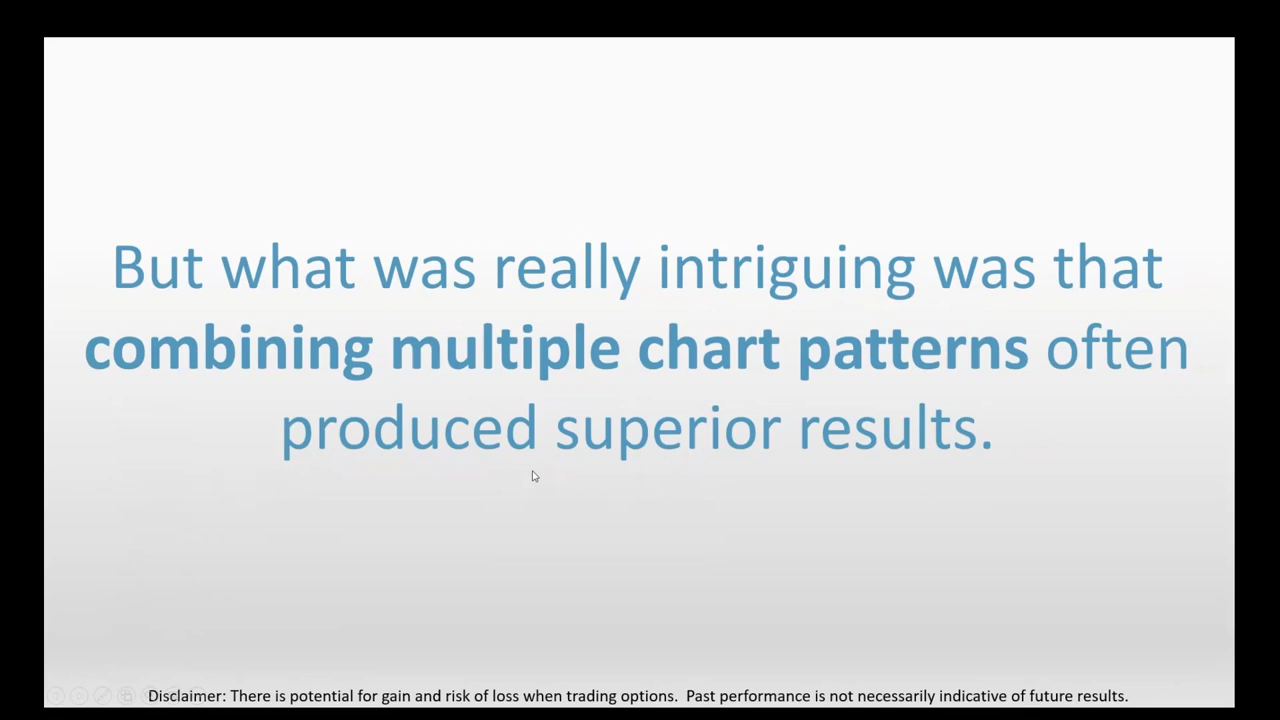 But what was really intriguing was that
combining multiple chart patterns often
produced superior results.
Disclaimer: There is potential for gain and risk of loss when trading options.  Past performance is not necessarily indicative of future results.